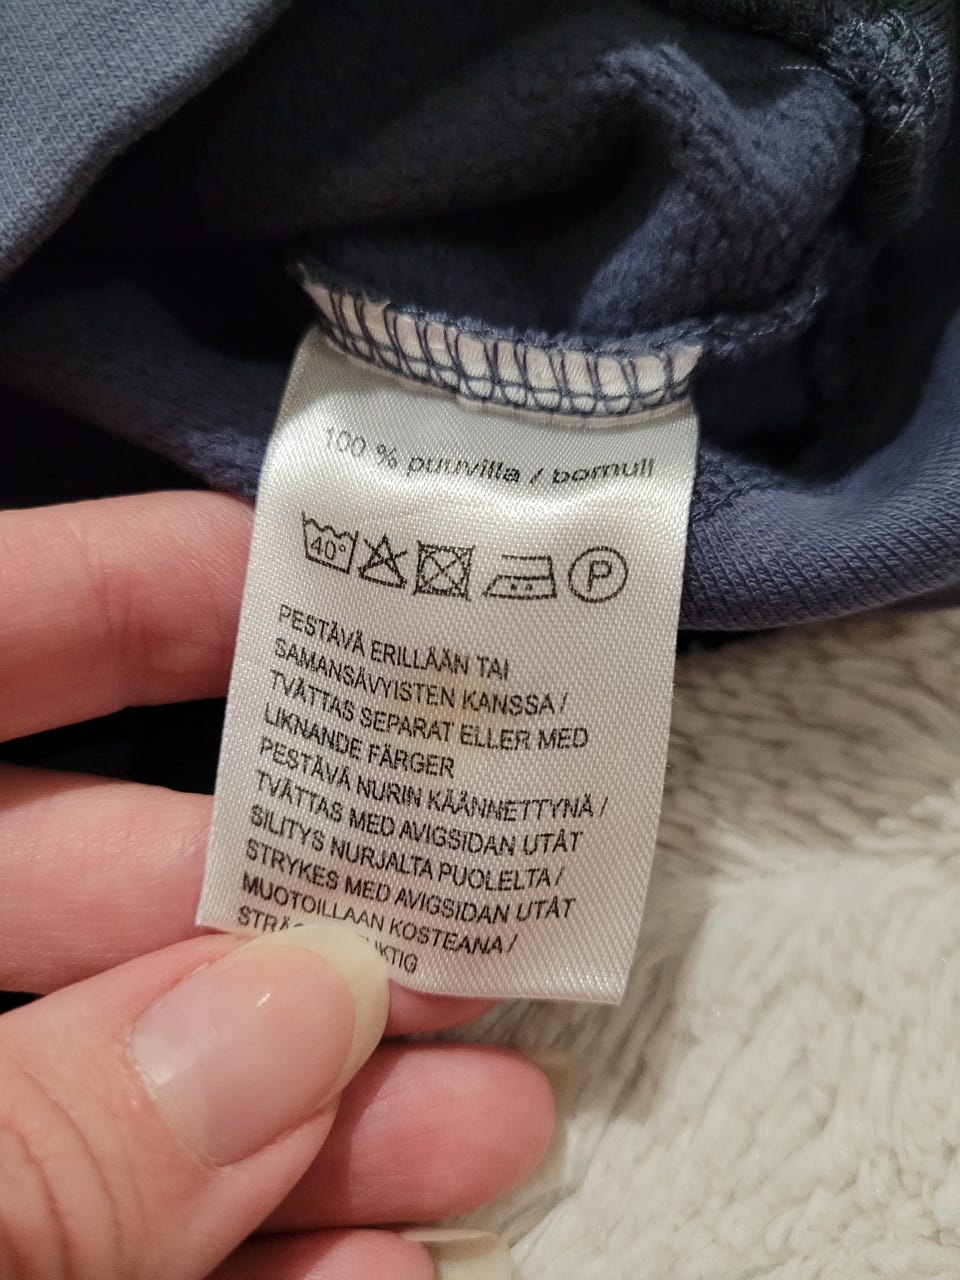 100 % puuvilla / bomull
40° P
PESTÄVÄ ERILLÄÄN TAI
SAMANSÄVYISTEN KANSSA /
TVÄTTAS SEPARAT ELLER MED
LIKNANDE FÄRGER
PESTÄVÄ NURIN KÄÄNNETTYNÄ /
TVÄTTAS MED AVIGSIDAN UTÅT
SILITYS NURJALTA PUOLELTA /
STRYKES MED AVIGSIDAN UTÅT
MUOTOILLAAN KOSTEANA /